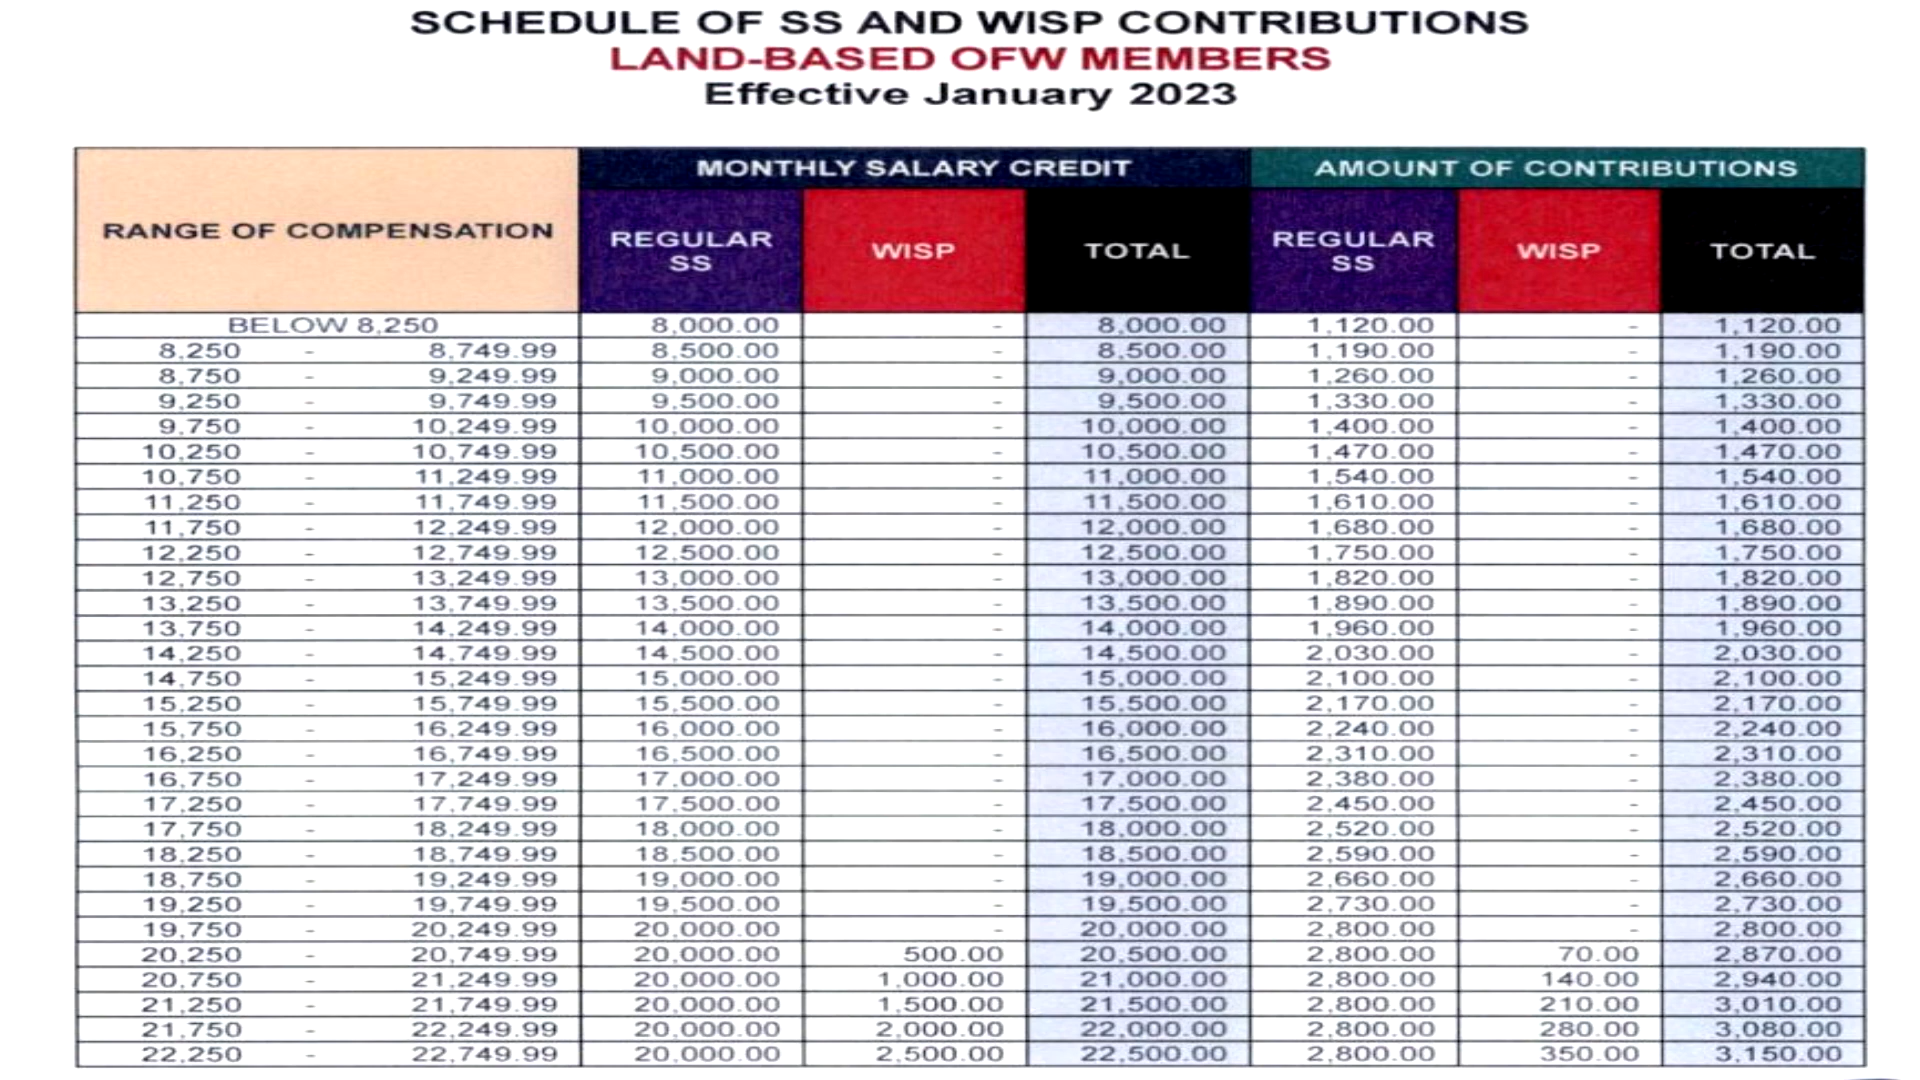 SCHEDULE OF SS AND WISP CONTRIBUTIONS
LAND-BASED OFW MEMBERS
Effective January 2023
RANGE OF COMPENSATION MONTHLY SALARY CREDIT AMOUNT OF CONTRIBUTIONS
REGULAR SS WISP TOTAL REGULAR SS WISP TOTAL
BELOW 8,250 8,000.00 - 8,000.00 1,120.00 - 1,120.00
8,250 - 8,749.99 8,500.00 - 8,500.00 1,190.00 - 1,190.00
8,750 - 9,249.99 9,000.00 - 9,000.00 1,260.00 - 1,260.00
9,250 - 9,749.99 9,500.00 - 9,500.00 1,330.00 - 1,330.00
9,750 - 10,249.99 10,000.00 - 10,000.00 1,400.00 - 1,400.00
10,250 - 10,749.99 10,500.00 - 10,500.00 1,470.00 - 1,470.00
10,750 - 11,249.99 11,000.00 - 11,000.00 1,540.00 - 1,540.00
11,250 - 11,749.99 11,500.00 - 11,500.00 1,610.00 - 1,610.00
11,750 - 12,249.99 12,000.00 - 12,000.00 1,680.00 - 1,680.00
12,250 - 12,749.99 12,500.00 - 12,500.00 1,750.00 - 1,750.00
12,750 - 13,249.99 13,000.00 - 13,000.00 1,820.00 - 1,820.00
13,250 - 13,749.99 13,500.00 - 13,500.00 1,890.00 - 1,890.00
13,750 - 14,249.99 14,000.00 - 14,000.00 1,960.00 - 1,960.00
14,250 - 14,749.99 14,500.00 - 14,500.00 2,030.00 - 2,030.00
14,750 - 15,249.99 15,000.00 - 15,000.00 2,100.00 - 2,100.00
15,250 - 15,749.99 15,500.00 - 15,500.00 2,170.00 - 2,170.00
15,750 - 16,249.99 16,000.00 - 16,000.00 2,240.00 - 2,240.00
16,250 - 16,749.99 16,500.00 - 16,500.00 2,310.00 - 2,310.00
16,750 - 17,249.99 17,000.00 - 17,000.00 2,380.00 - 2,380.00
17,250 - 17,749.99 17,500.00 - 17,500.00 2,450.00 - 2,450.00
17,750 - 18,249.99 18,000.00 - 18,000.00 2,520.00 - 2,520.00
18,250 - 18,749.99 18,500.00 - 18,500.00 2,590.00 - 2,590.00
18,750 - 19,249.99 19,000.00 - 19,000.00 2,660.00 - 2,660.00
19,250 - 19,749.99 19,500.00 - 19,500.00 2,730.00 - 2,730.00
19,750 - 20,249.99 20,000.00 - 20,000.00 2,800.00 - 2,800.00
20,250 - 20,749.99 20,000.00 500.00 20,500.00 2,800.00 70.00 2,870.00
20,750 - 21,249.99 20,000.00 1,000.00 21,000.00 2,800.00 140.00 2,940.00
21,250 - 21,749.99 20,000.00 1,500.00 21,500.00 2,800.00 210.00 3,010.00
21,750 - 22,249.99 20,000.00 2,000.00 22,000.00 2,800.00 280.00 3,080.00
22,250 - 22,749.99 20,000.00 2,500.00 22,500.00 2,800.00 350.00 3,150.00